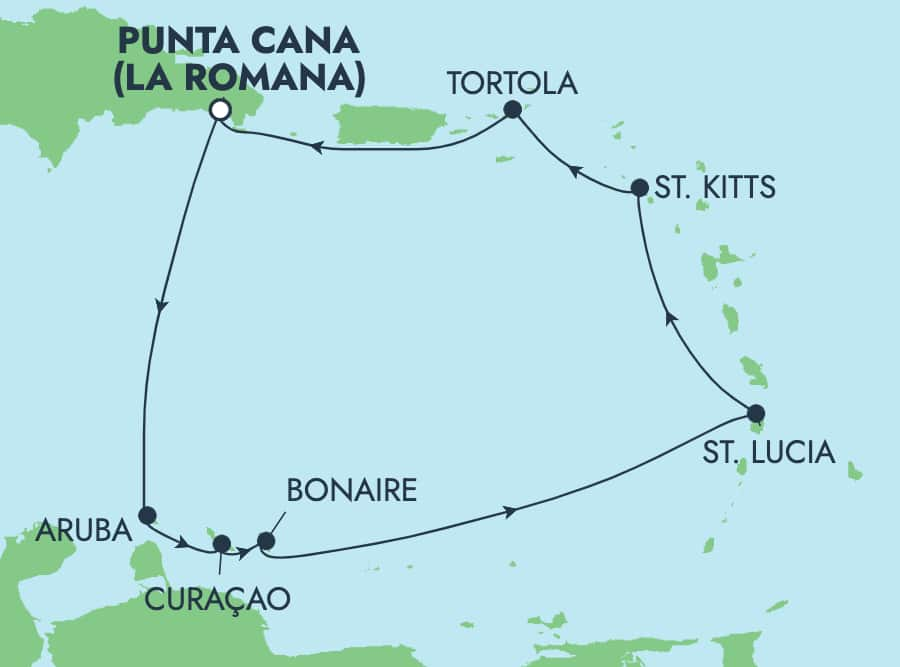 PUNTA CANA
(LA ROMANA)
TORTOLA
ST. KITTS
ST. LUCIA
BONAIRE
ARUBA
CURAÇAO